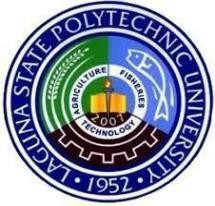 LAGUNA STATE POLYTECHNIC UNIVERSITY
• 1952 •
AGRICULTURE
FISHERIES
2007
TECHNOLOGY